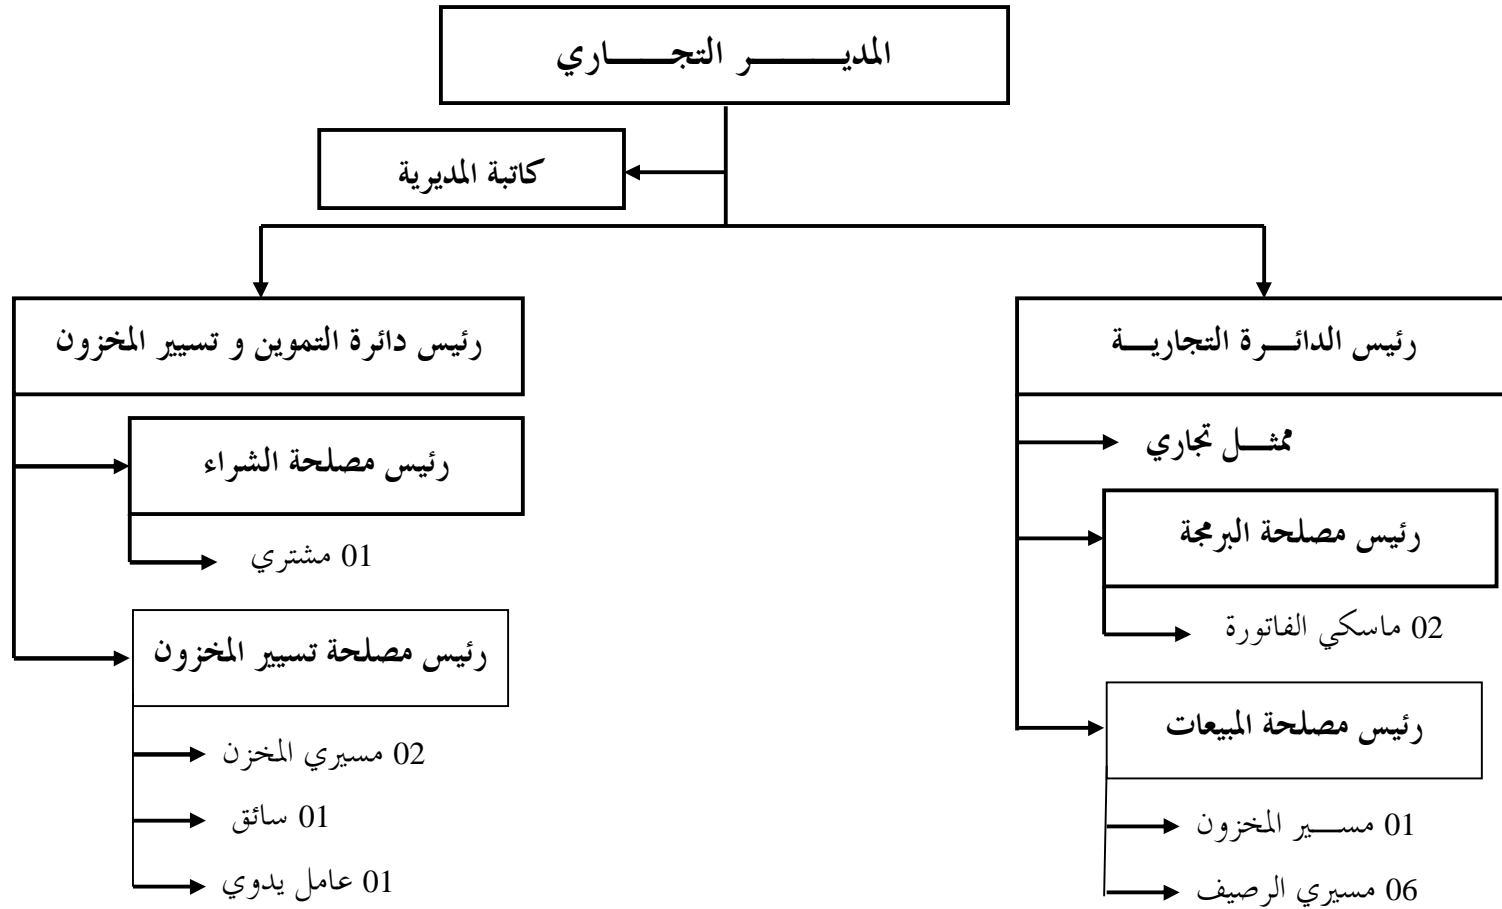 المديـــــــر التجـــــاري
كاتبة المديرية
رئيس الدائـــرة التجاريـــة
ممثـــل تجاري
رئيس مصلحة البرمجة
02 ماسكي الفاتورة
رئيس مصلحة المبيعات
01 مســـير المخزون
06 مسيري الرصيف
رئيس دائرة التموين و تسيير المخزون
رئيس مصلحة الشراء
01 مشتري
رئيس مصلحة تسيير المخزون
02 مسيري المخزن
01 سائق
01 عامل يدوي